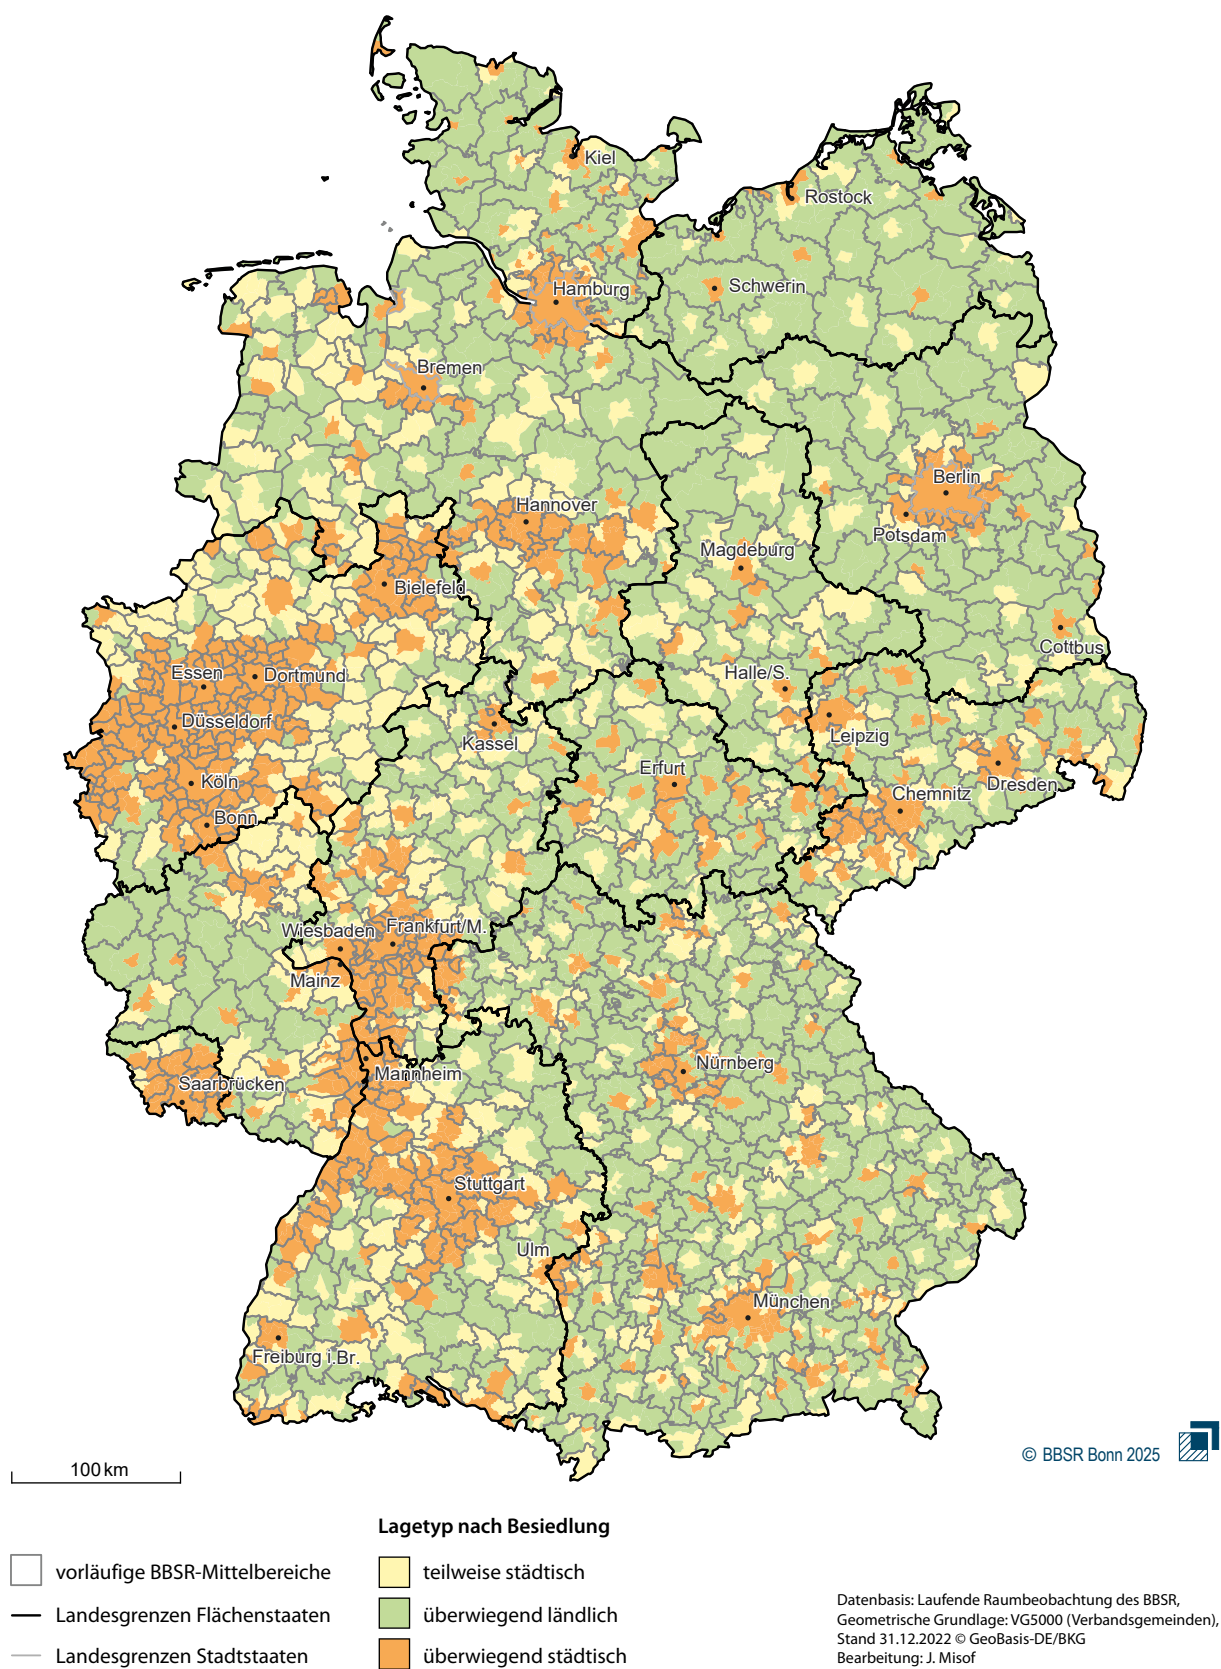 Kiel
Rostock
Hamburg
Schwerin
Bremen
Berlin
Hannover
Potsdam
Magdeburg
Bielefeld
Cottbus
Essen
Dortmund
Halle/S.
Düsseldorf
Leipzig
Kassel
Erfurt
Köln
Dresden
Chemnitz
Bonn
Wiesbaden
Frankfurt/M.
Mainz
Nürnberg
Mannheim
Saarbrücken
Stuttgart
Ulm
München
Freiburg i.Br.
© BBSR Bonn 2025
100 km
Lagetyp nach Besiedlung
vorläufige BBSR-Mittelbereiche
Landesgrenzen Flächenstaaten
Landesgrenzen Stadtstaaten
teilweise städtisch
überwiegend ländlich
überwiegend städtisch
Datenbasis: Laufende Raumbeobachtung des BBSR,
Geometrische Grundlage: VG5000 (Verbandsgemeinden),
Stand 31.12.2022 © GeoBasis-DE/BKG
Bearbeitung: J. Misof